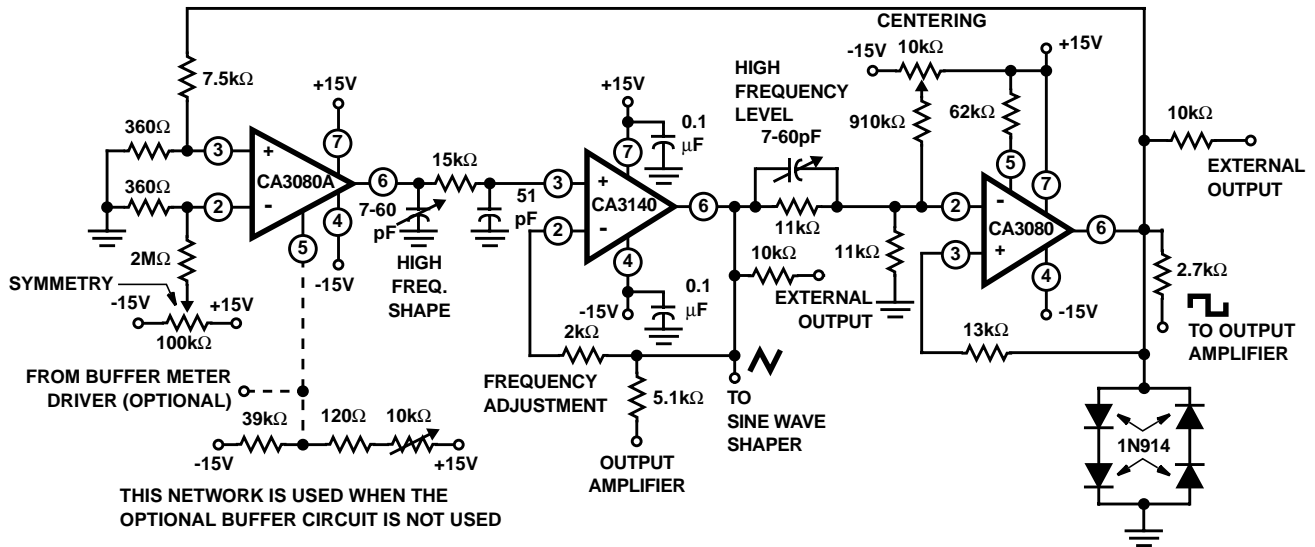 CENTERING
-15V
10kΩ
+15V
7.5kΩ
+15V
+15V
0.1
µF
HIGH
FREQUENCY
LEVEL
7-60pF
910kΩ
62kΩ
10kΩ
EXTERNAL
OUTPUT
360Ω
3
+
7
CA3080A
6
15kΩ
360Ω
2
-
4
5
-15V
7-60
pF
51
pF
HIGH
FREQ.
SHAPE
3
+
7
CA3140
6
2
-
4
-15V
0.1
µF
11kΩ
10kΩ
EXTERNAL
OUTPUT
11kΩ
5
7
2
-
CA3080
6
3
+
4
-15V
13kΩ
2.7kΩ
TO OUTPUT
AMPLIFIER
2MΩ
SYMMETRY
-15V
+15V
100kΩ
FROM BUFFER METER
DRIVER (OPTIONAL)
2kΩ
FREQUENCY
ADJUSTMENT
5.1kΩ
OUTPUT
AMPLIFIER
TO
SINE WAVE
SHAPER
39kΩ
120Ω
10kΩ
-15V
+15V
1N914
THIS NETWORK IS USED WHEN THE
OPTIONAL BUFFER CIRCUIT IS NOT USED